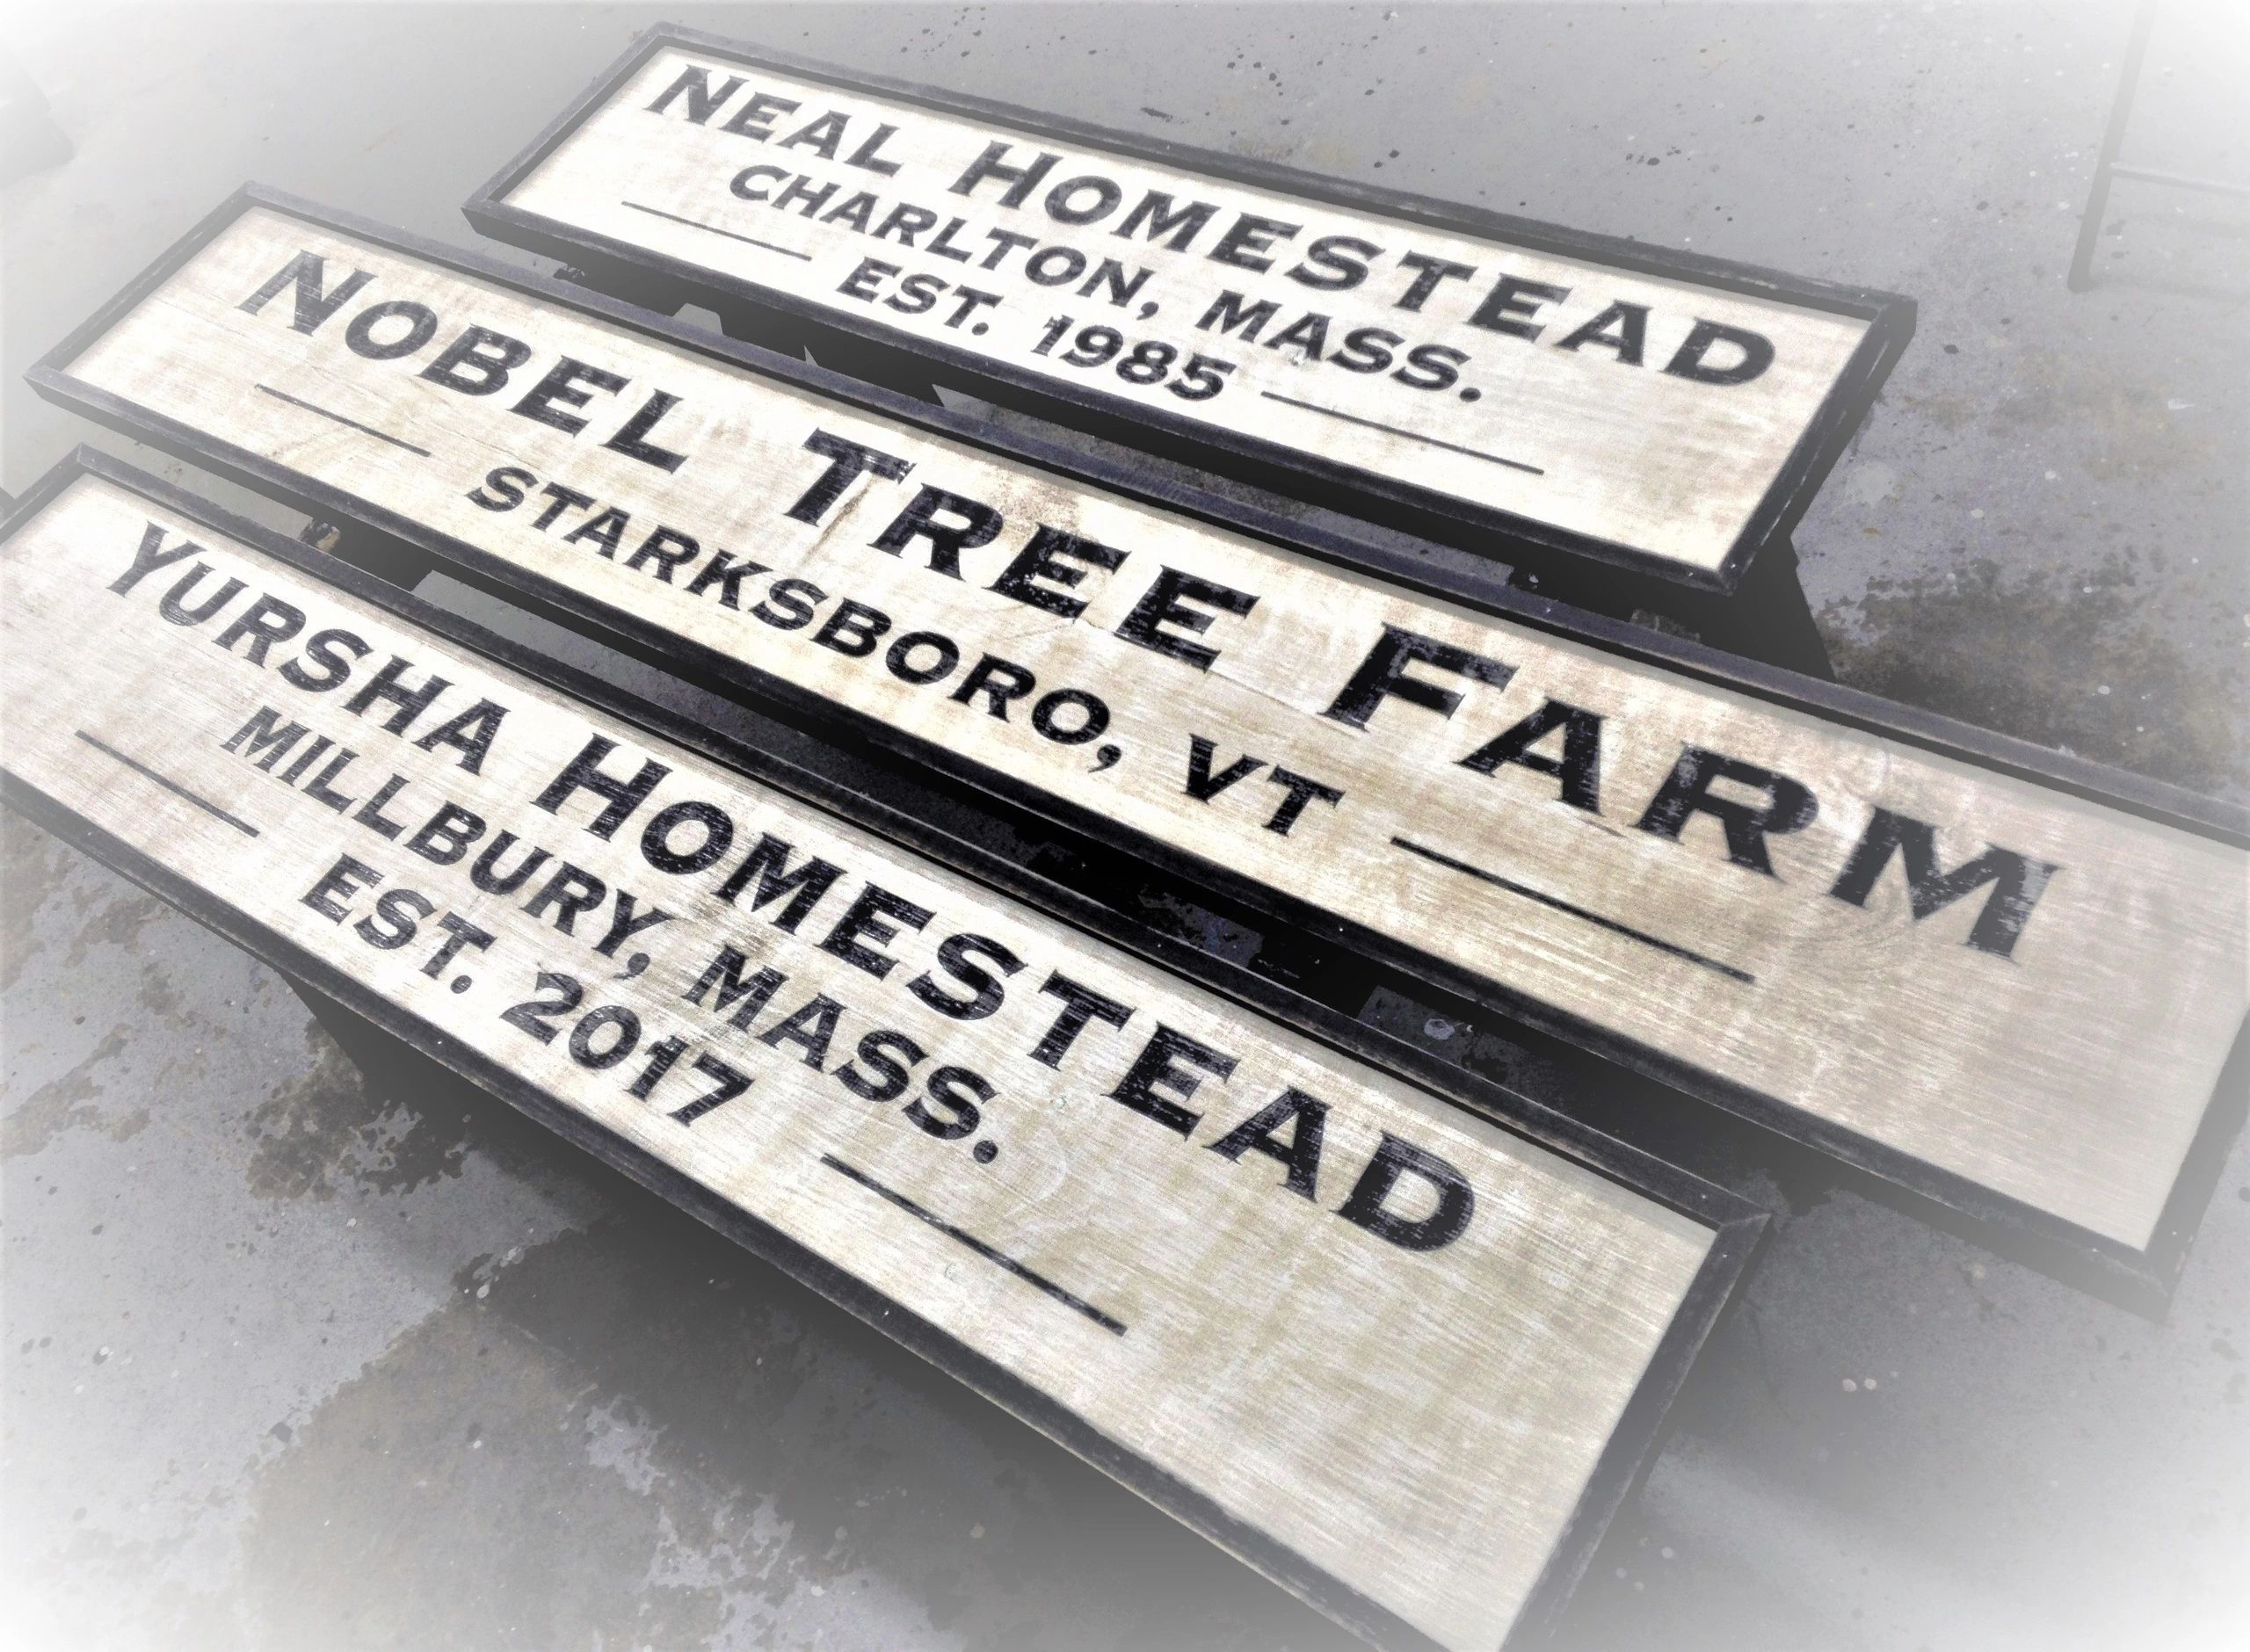 NEAL HOMESTEAD
CHARLTON, MASS.
EST. 1985
NOBEL TREE FARM
STARKSBORO, VT
YURSHA HOMESTEAD
MILLBURY, MASS.
EST. 2017